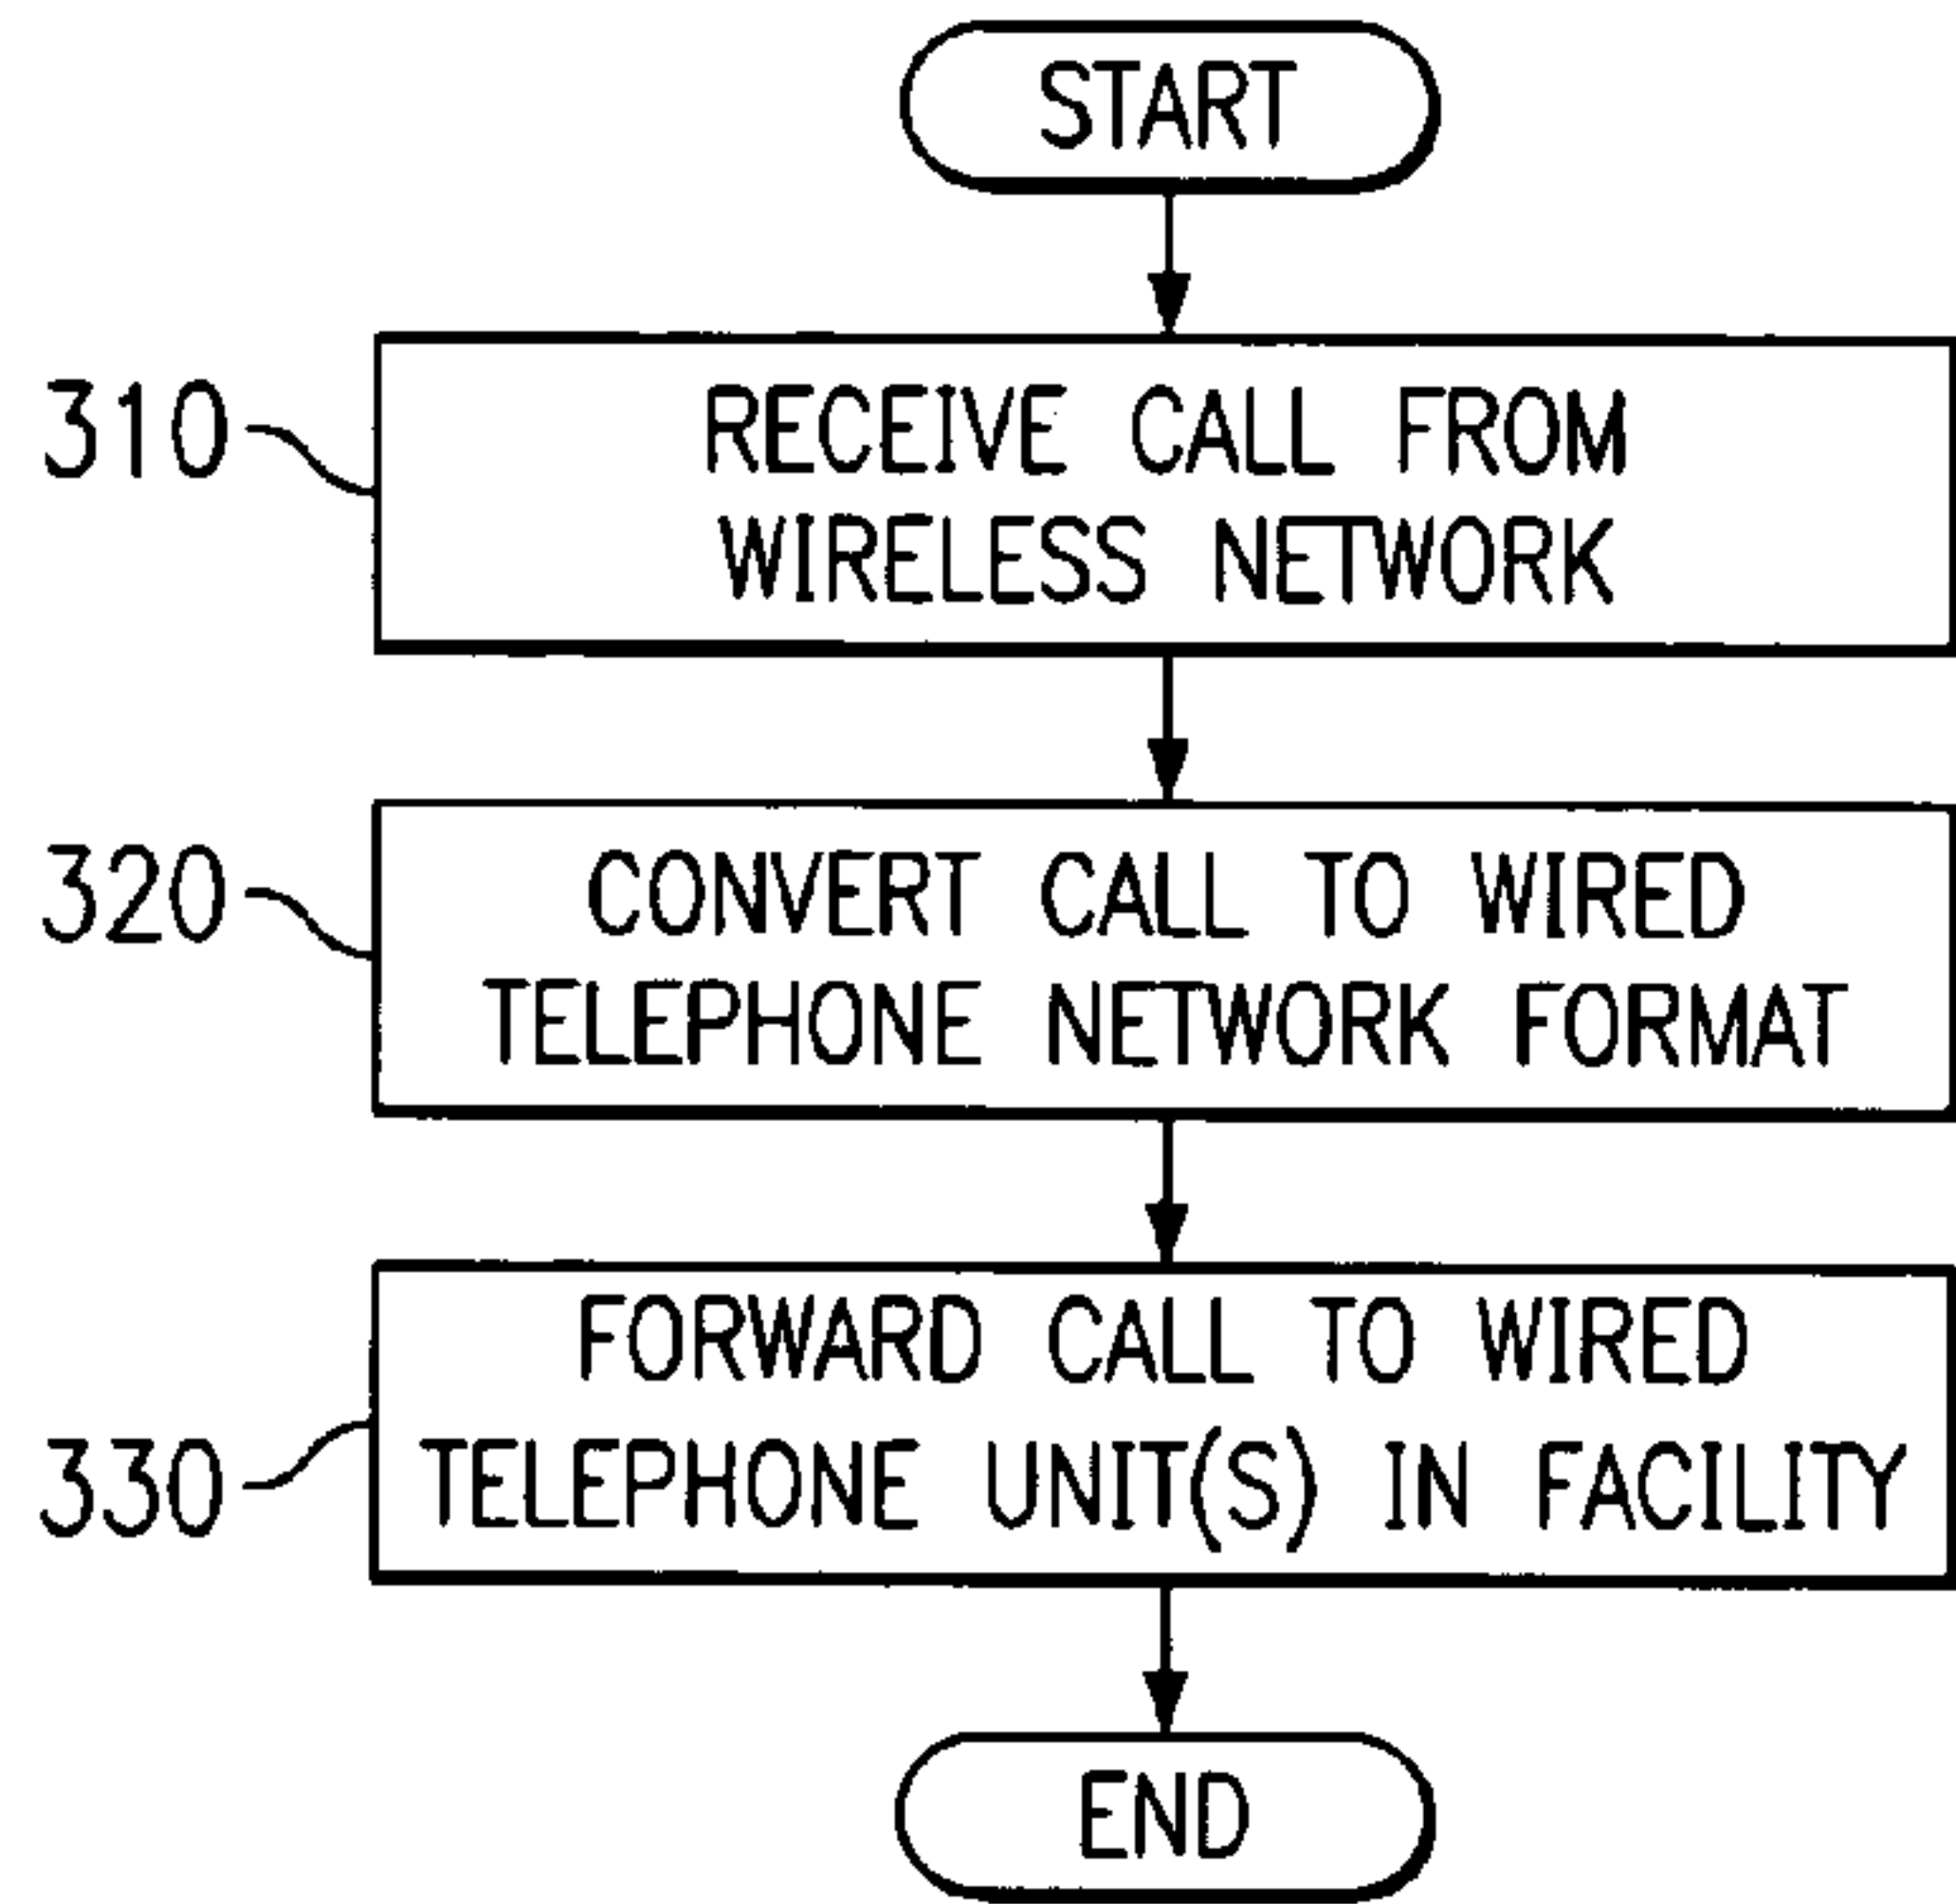 START
310
RECEIVE CALL FROM
WIRELESS NETWORK
320
CONVERT CALL TO WIRED
TELEPHONE NETWORK FORMAT
330
FORWARD CALL TO WIRED
TELEPHONE UNIT(S) IN FACILITY
END